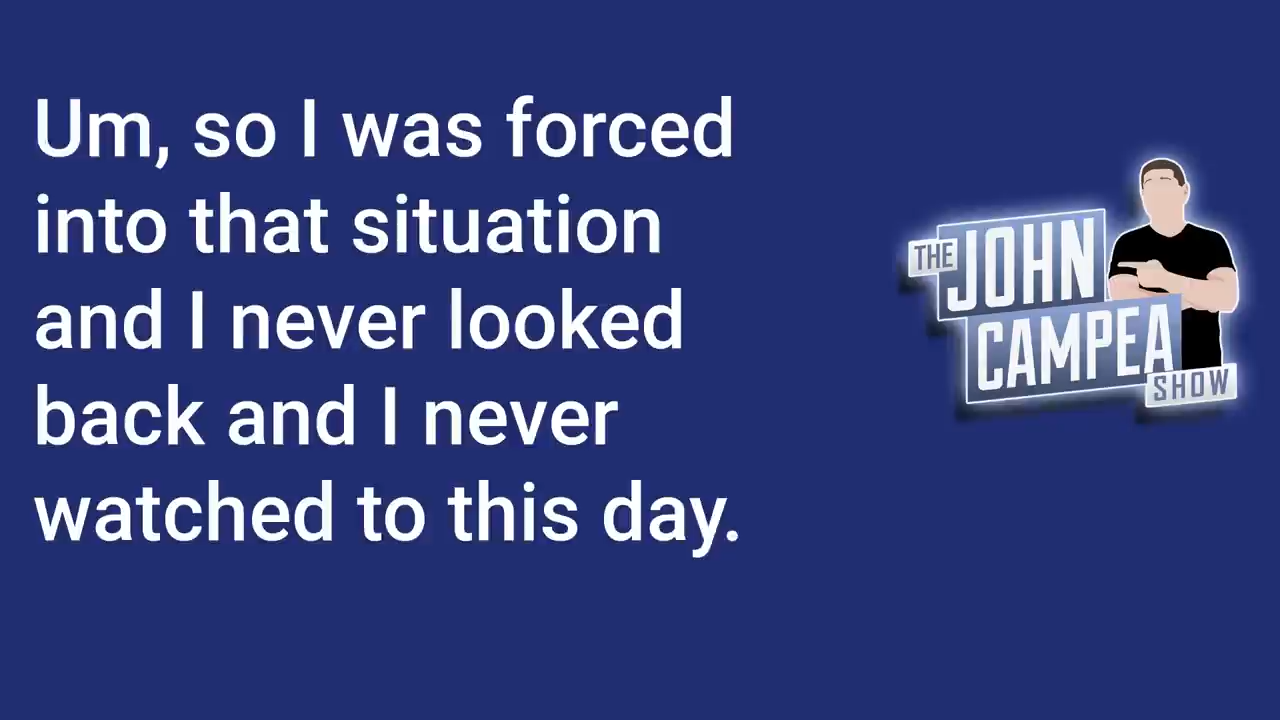 Um, so I was forced
into that situation
and I never looked
back and I never
watched to this day.
THE
JOHN
CAMPEA
SHOW